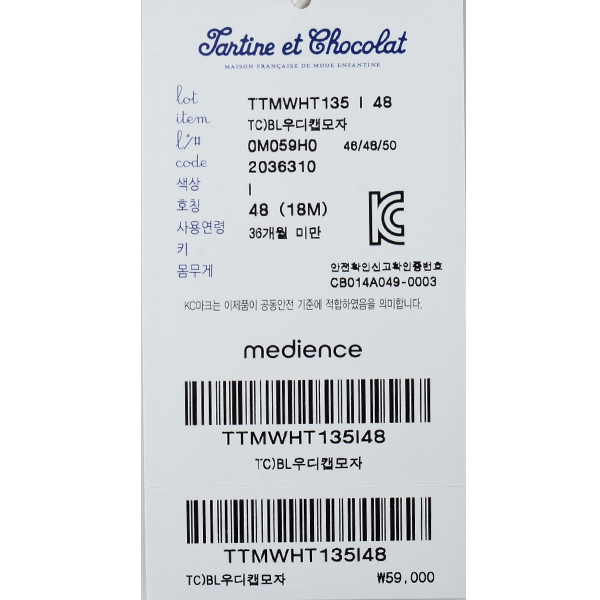 Tartine et Chocolat
MAISON FRANÇAISE DE MODE ENFANTINE
lot TTMWHT135 I 48
item TC)BL우디캡모자
l*/# 0M059H0 46/48/50
code 2036310
색상 I
호칭 48 (18M)
사용연령 36개월 미만
키
몸무게
안전확인신고확인증번호
CB014A049-0003
KC마크는 이제품이 공동안전 기준에 적합하였음을 의미합니다.
medience
TTMWHT135I48
TC)BL우디캡모자
TTMWHT135I48
TC)BL우디캡모자 ₩59,000